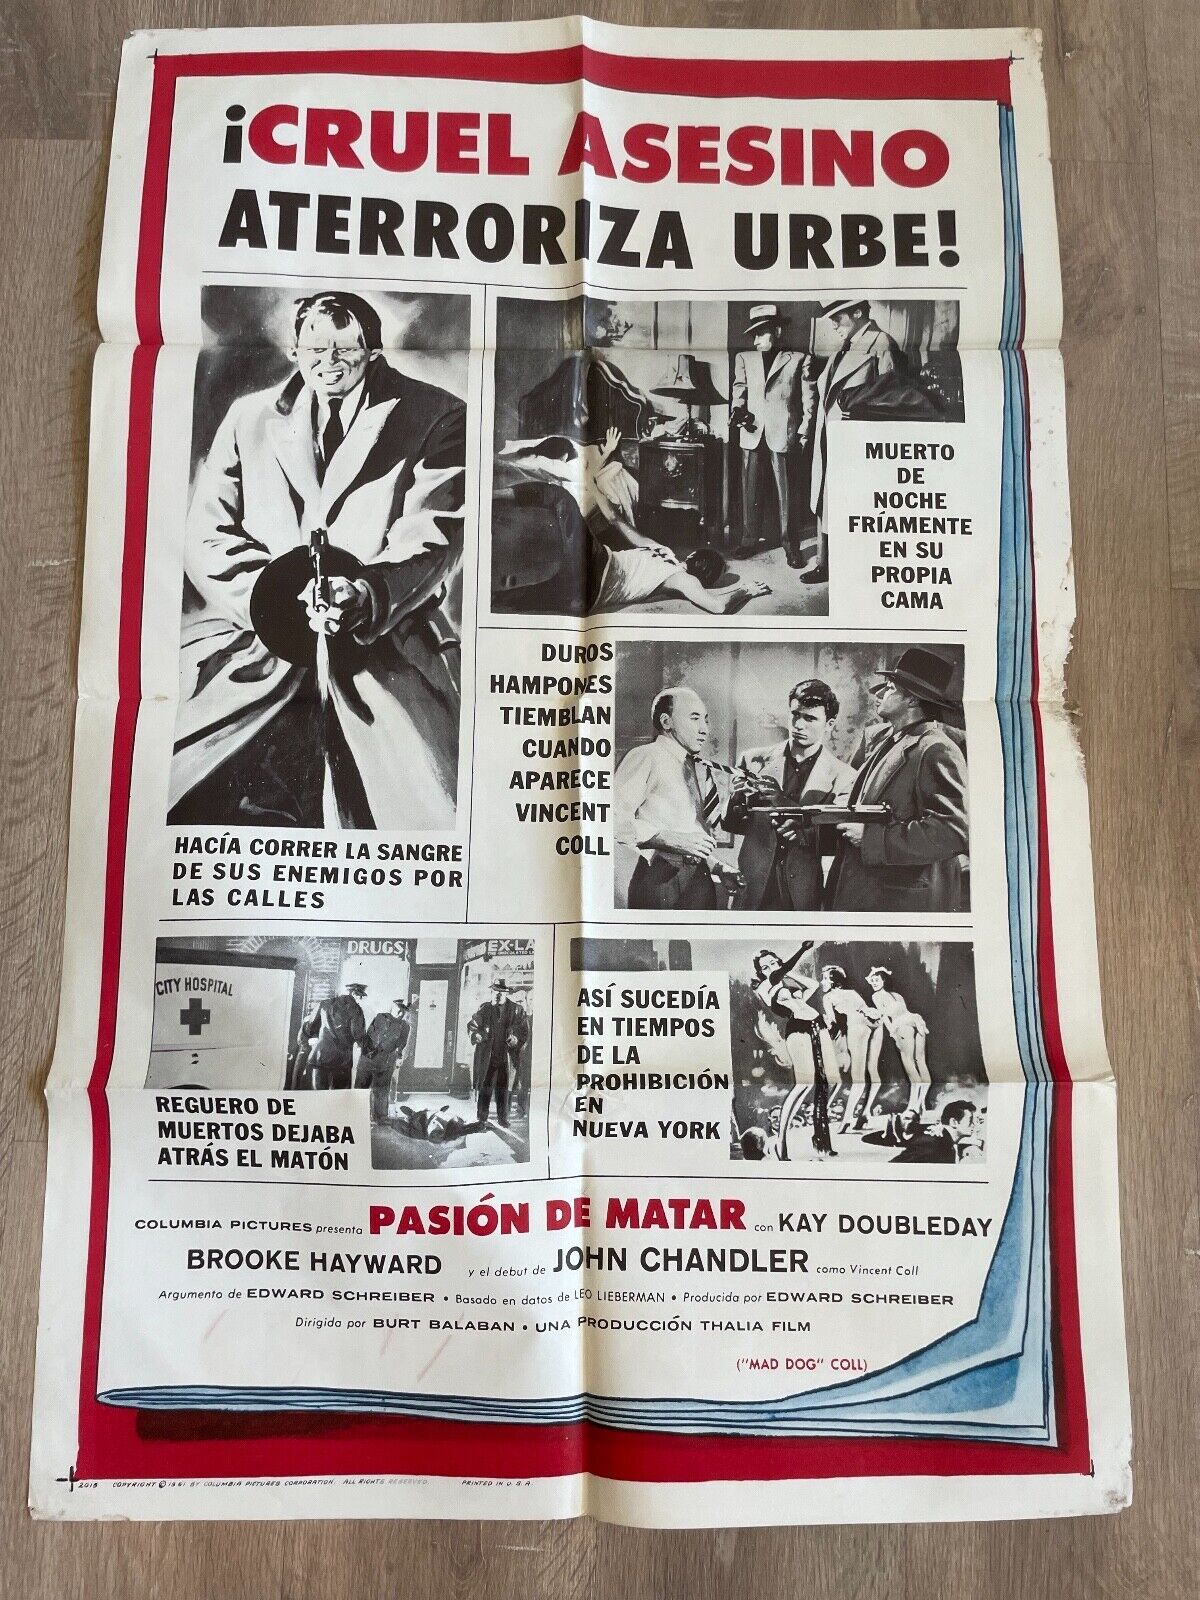 ¡CRUEL ASESINO
ATERRORIZA URBE!
MUERTO
DE
NOCHE
FRÍAMENTE
EN SU
PROPIA
CAMA
DUROS
HAMPONES
TIEMBLAN
CUANDO
APARECE
VINCENT
COLL
HACÍA CORRER LA SANGRE
DE SUS ENEMIGOS POR
LAS CALLES
CITY HOSPITAL
DRUGS
EX-LA
REGUERO DE
MUERTOS DEJABA
ATRÁS EL MATÓN
ASÍ SUCEDÍA
EN TIEMPOS
DE LA
PROHIBICIÓN
EN
NUEVA YORK
COLUMBIA PICTURES presenta PASIÓN DE MATAR con KAY DOUBLEDAY
BROOKE HAYWARD y el debut de JOHN CHANDLER como Vincent Coll
Argumento de EDWARD SCHREIBER • Basado en datos de LEO LIEBERMAN • Producida por EDWARD SCHREIBER
Dirigida por BURT BALABAN • UNA PRODUCCIÓN THALIA FILM
("MAD DOG" COLL)
2015 COPYRIGHT © 1961 BY COLUMBIA PICTURES CORPORATION. ALL RIGHTS RESERVED. PRINTED IN U.S.A.